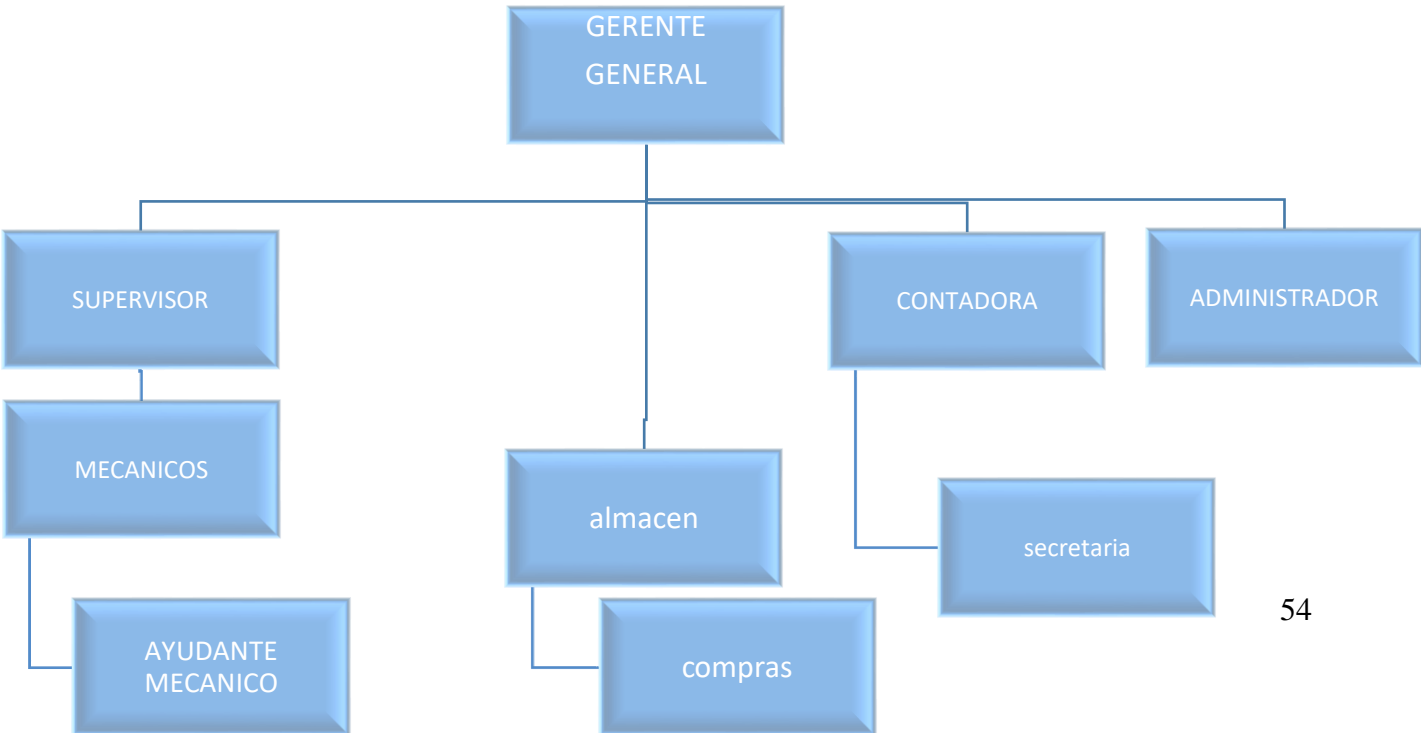 GERENTE
GENERAL
SUPERVISOR
CONTADORA
ADMINISTRADOR
MECANICOS
almacen
secretaria
AYUDANTE
MECANICO
compras
54